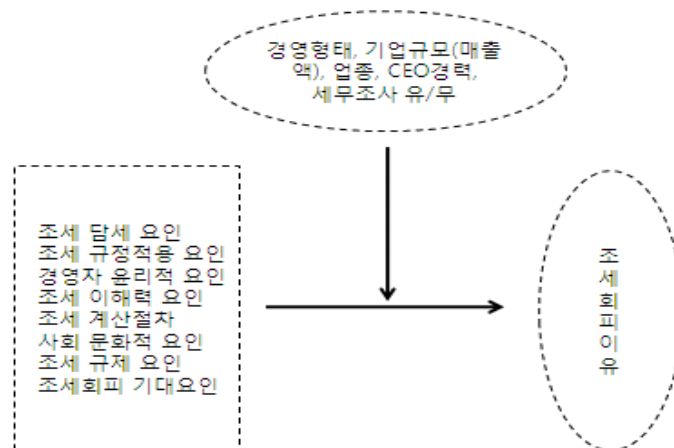 경영형태, 기업규모(매출
액), 업종, CEO경력,
세무조사 유/무
조세 담세 요인
조세 규정적용 요인
경영자 윤리적 요인
조세 이해력 요인
조세 계산절차
사회 문화적 요인
조세 규제 요인
조세회피 기대요인
조
세
회
피
이
유